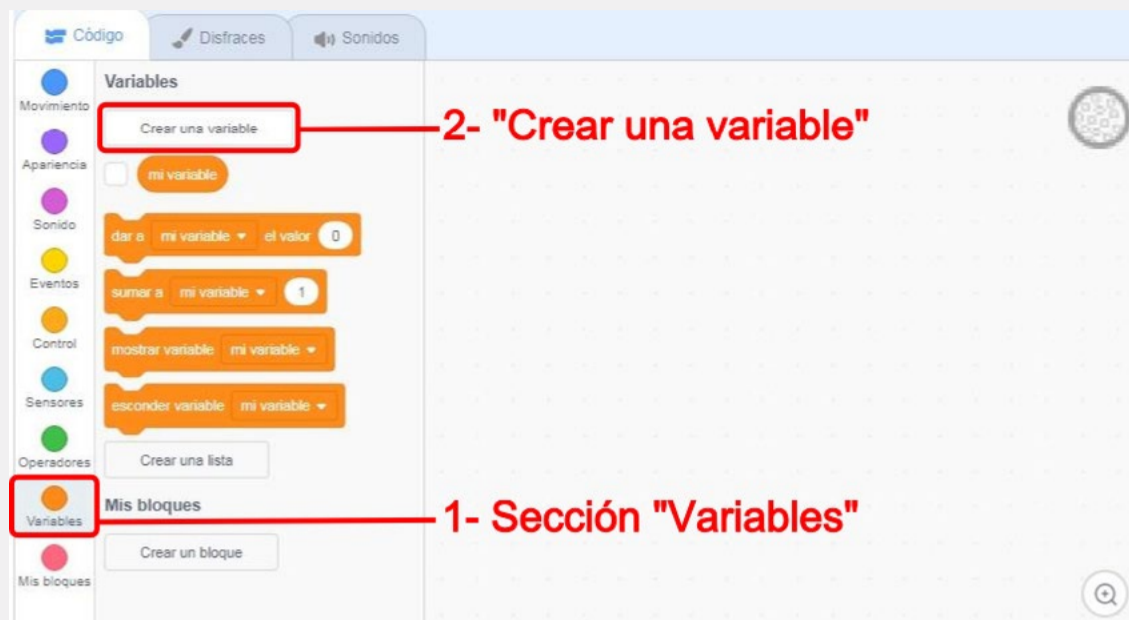 Código
Disfraces
Sonidos
Movimiento
Apariencia
Sonido
Eventos
Control
Sensores
Operadores
Variables
Mis bloques
Variables
Crear una variable
mi variable
dar a mi variable el valor 0
sumar a mi variable 1
mostrar variable mi variable
esconder variable mi variable
Crear una lista
Mis bloques
Crear un bloque
2- "Crear una variable"
1- Sección "Variables"